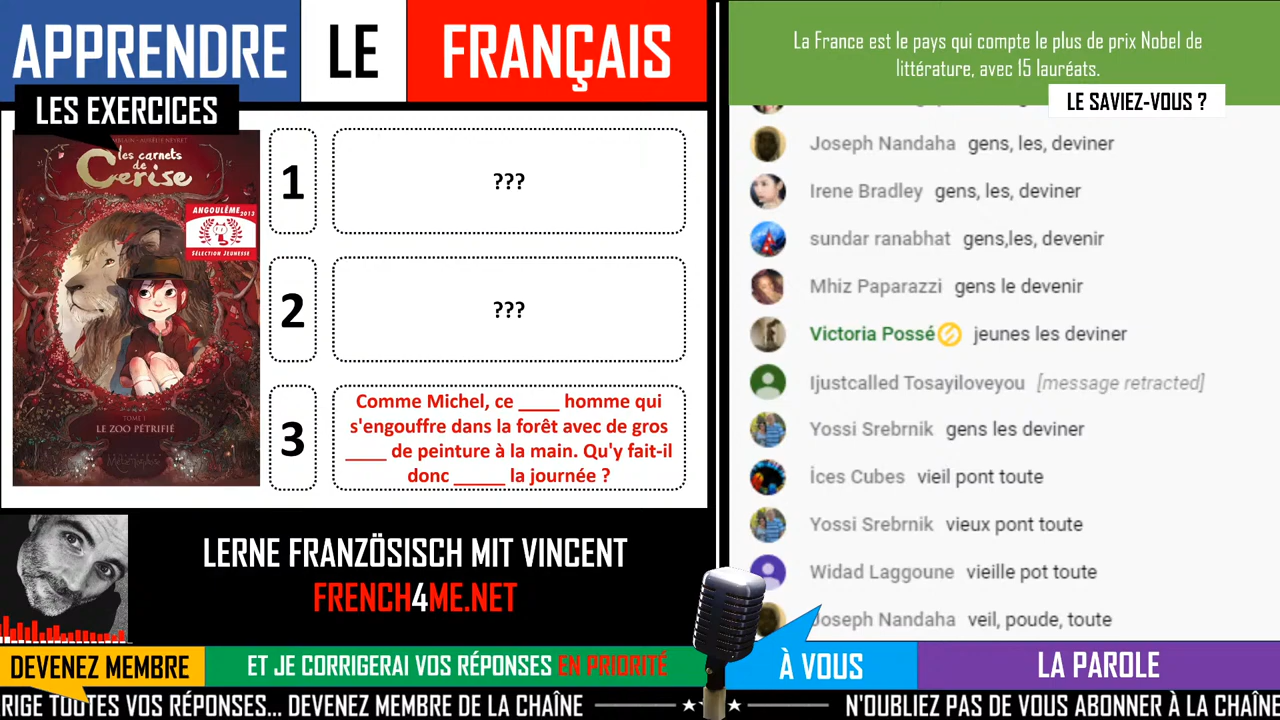 APPRENDRE LE FRANÇAIS
LES EXERCICES
les carnets
de
Cerise
ANGOULÊME 2013
SÉLECTION JEUNESSE
TOME 1
LE ZOO PÉTRIFIÉ
1
???
2
???
3
Comme Michel, ce ____ homme qui
s'engouffre dans la forêt avec de gros
____ de peinture à la main. Qu'y fait-il
donc _____ la journée ?
LERNE FRANZÖSISCH MIT VINCENT
FRENCH4ME.NET
La France est le pays qui compte le plus de prix Nobel de
littérature, avec 15 lauréats.
LE SAVIEZ-VOUS ?
Joseph Nandaha gens, les, deviner
Irene Bradley gens, les, deviner
sundar ranabhat gens,les, devenir
Mhiz Paparazzi gens le devenir
Victoria Possé jeunes les deviner
Ijustcalled Tosayiloveyou [message retracted]
Yossi Srebrnik gens les deviner
İces Cubes vieil pont toute
Yossi Srebrnik vieux pont toute
Widad Laggoune vieille pot toute
Joseph Nandaha veil, poude, toute
DEVENEZ MEMBRE
ET JE CORRIGERAI VOS RÉPONSES EN PRIORITÉ
À VOUS
LA PAROLE
RIGE TOUTES VOS RÉPONSES... DEVENEZ MEMBRE DE LA CHAÎNE
N'OUBLIEZ PAS DE VOUS ABONNER À LA CHAÎNE